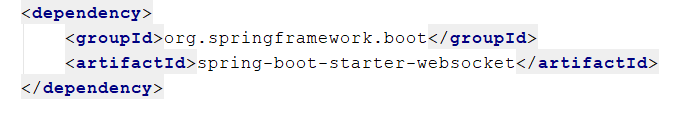 <dependency>
    <groupId>org.springframework.boot</groupId>
    <artifactId>spring-boot-starter-websocket</artifactId>
</dependency>